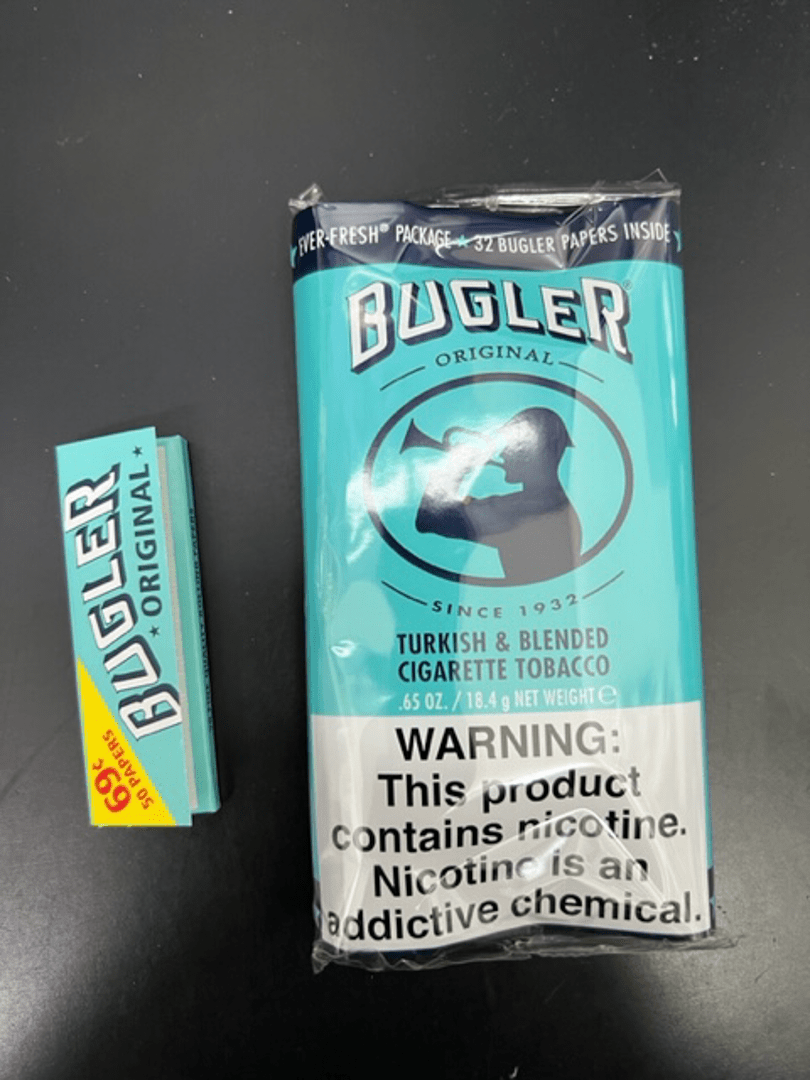 EVER-FRESH® PACKAGE ★ 32 BUGLER PAPERS INSIDE
BUGLER®
ORIGINAL
SINCE 1932
TURKISH & BLENDED
CIGARETTE TOBACCO
.65 OZ. / 18.4 g NET WEIGHT ℮
WARNING:
This product
contains nicotine.
Nicotine is an
addictive chemical.
BUGLER
★ ORIGINAL ★
69¢
50 PAPERS